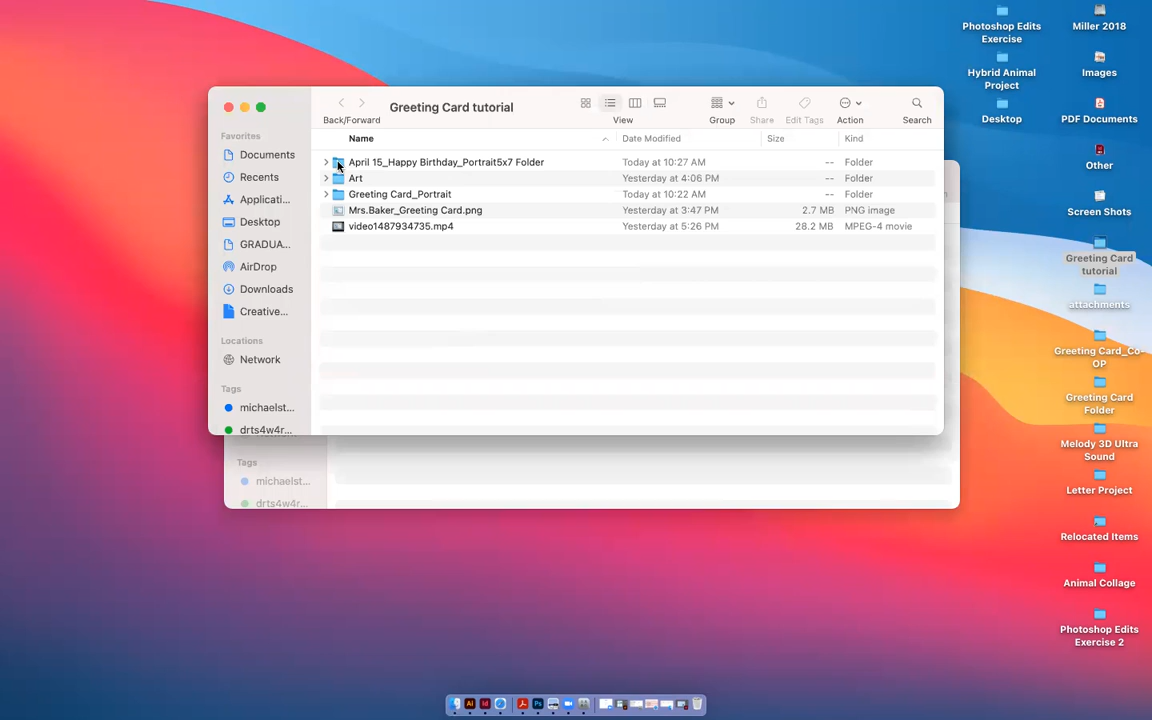 Photoshop Edits
Exercise
Miller 2018
Hybrid Animal
Project
Images
Desktop
PDF Documents
Other
Screen Shots
Greeting Card
tutorial
attachments
Greeting Card_Co-
OP
Greeting Card
Folder
Melody 3D Ultra
Sound
Letter Project
Relocated Items
Animal Collage
Photoshop Edits
Exercise 2
Greeting Card tutorial
Back/Forward View Group Share Edit Tags Action Search
Name Date Modified Size Kind
April 15_Happy Birthday_Portrait5x7 Folder Today at 10:27 AM -- Folder
Art Yesterday at 4:06 PM -- Folder
Greeting Card_Portrait Today at 10:22 AM -- Folder
Mrs.Baker_Greeting Card.png Yesterday at 3:47 PM 2.7 MB PNG image
video1487934735.mp4 Yesterday at 5:26 PM 28.2 MB MPEG-4 movie
Favorites
Documents
Recents
Applicati...
Desktop
GRADUA...
AirDrop
Downloads
Creative...
Locations
Network
Tags
michaelst...
drts4w4r...
Tags
michaelst...
drts4w4r...
Ai Id Ps